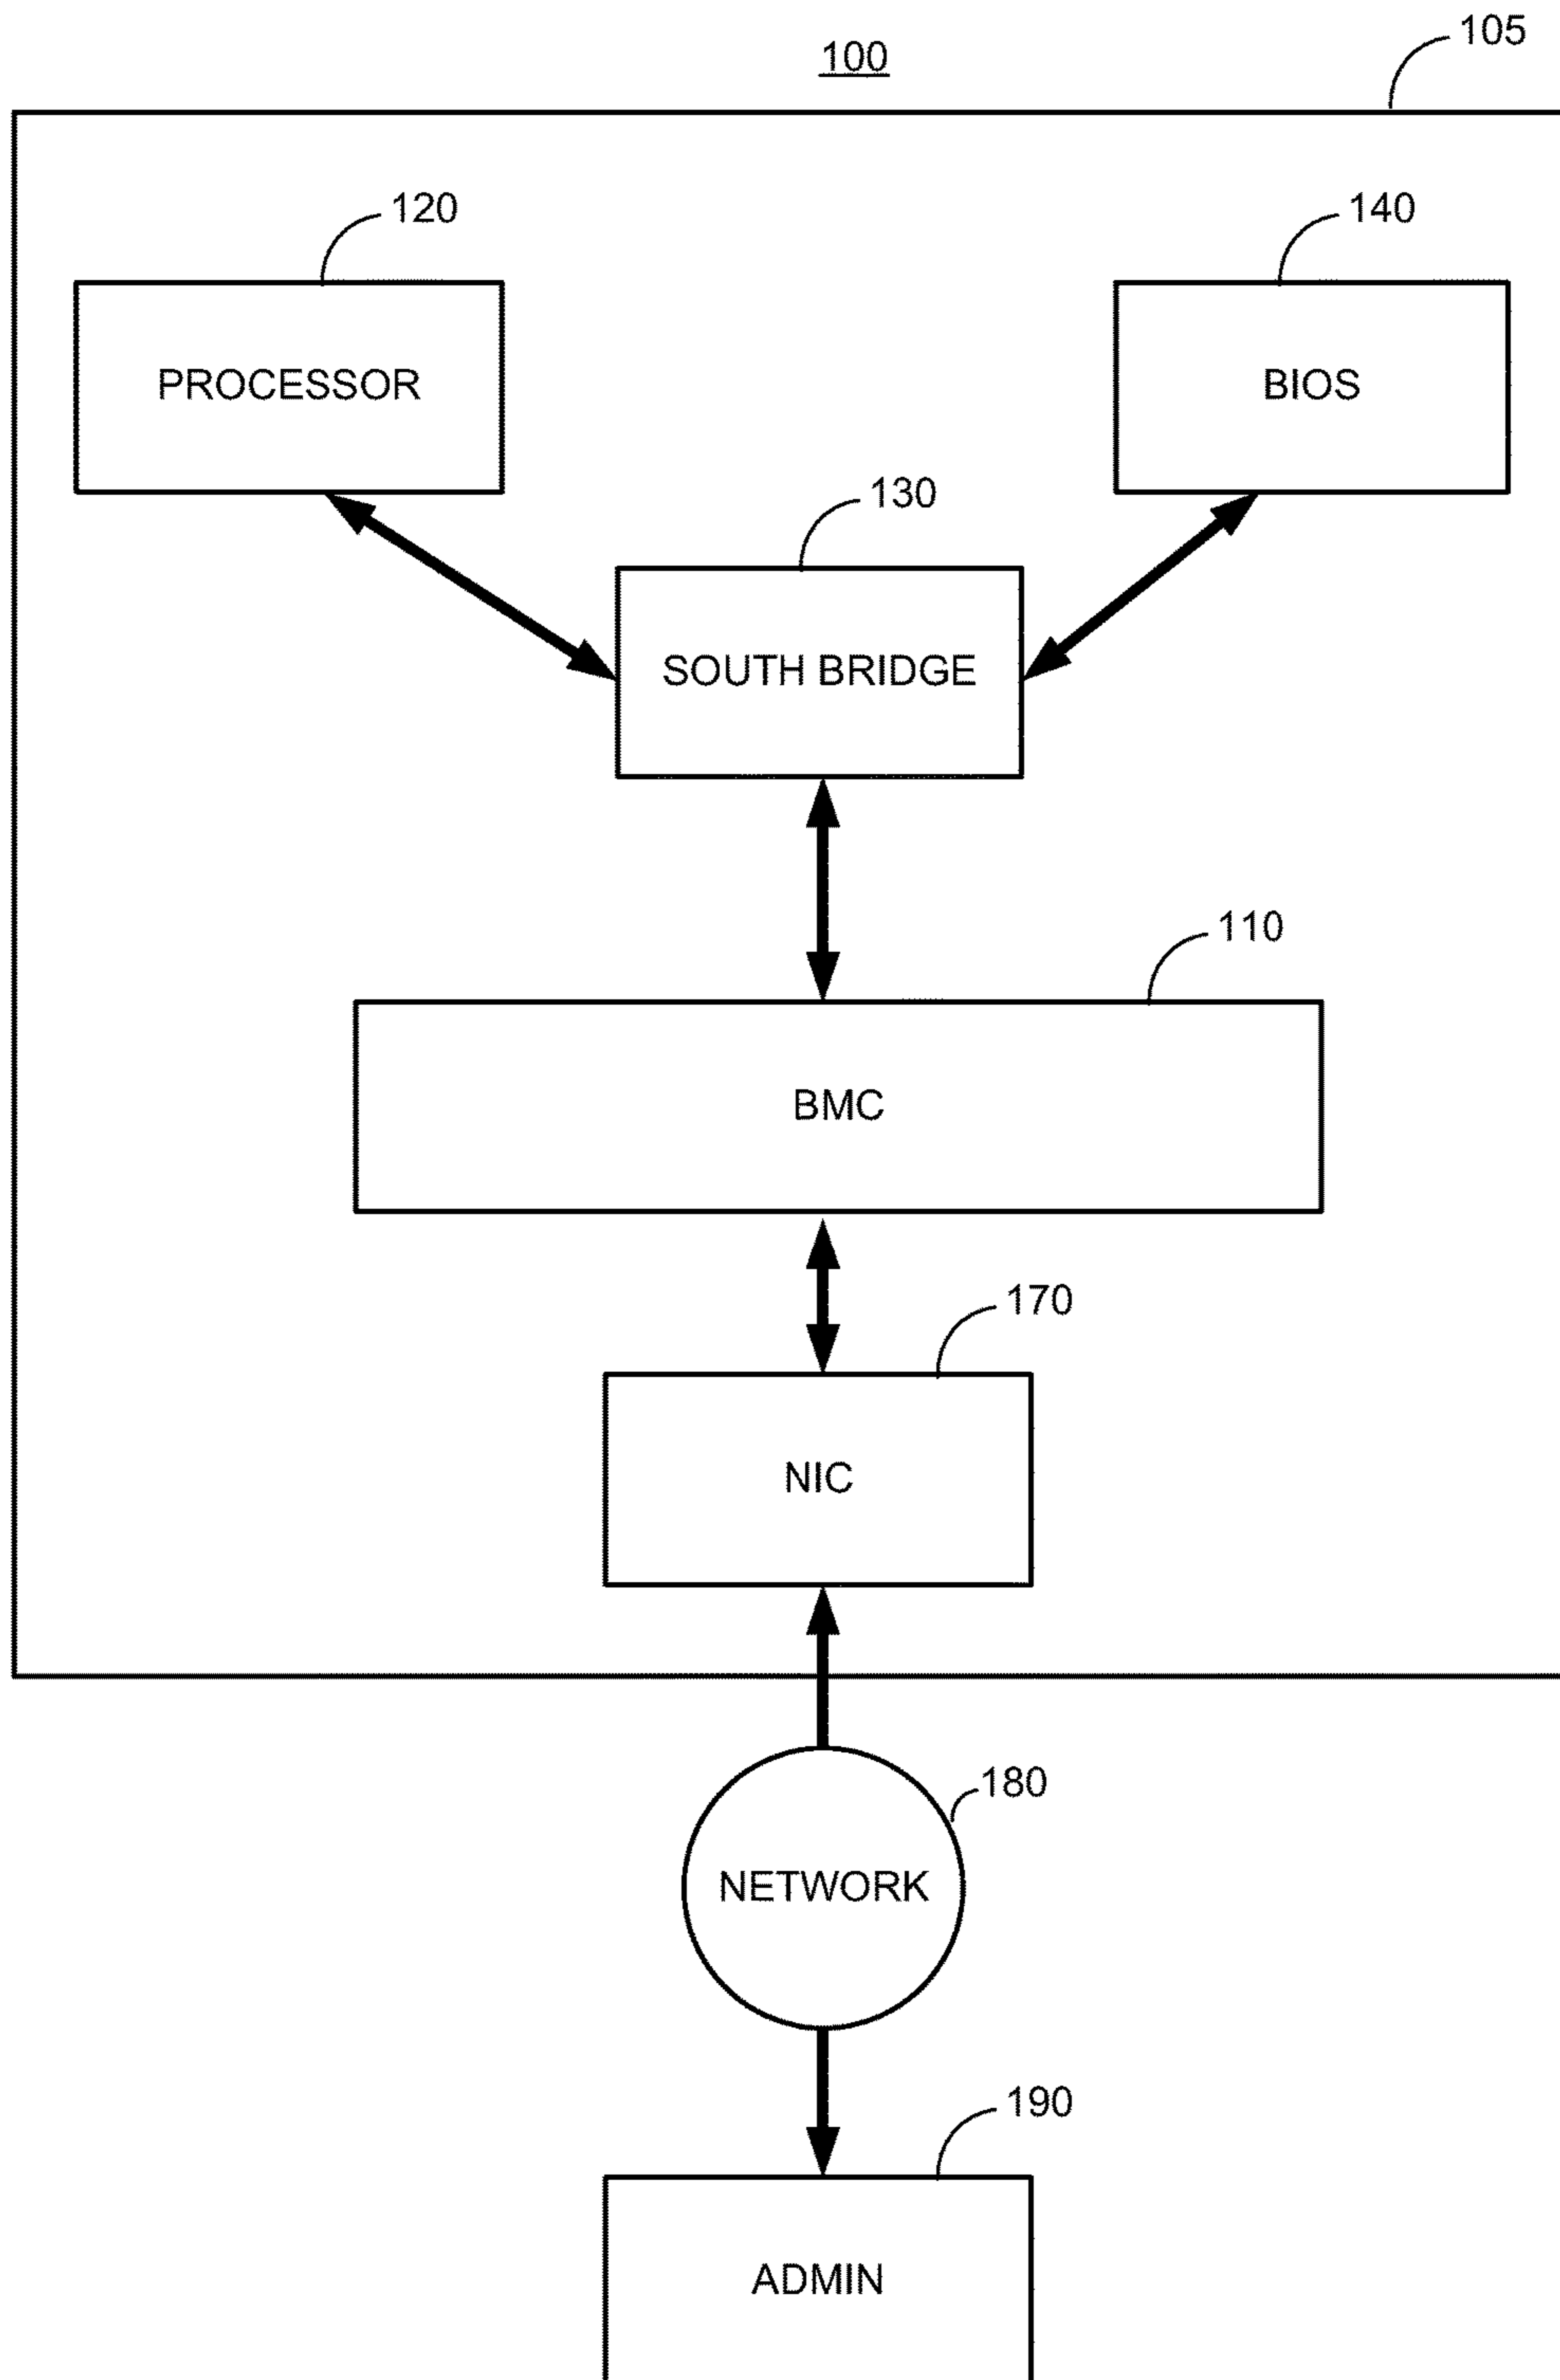 100
105
120
140
PROCESSOR
BIOS
130
SOUTH BRIDGE
110
BMC
170
NIC
180
NETWORK
190
ADMIN